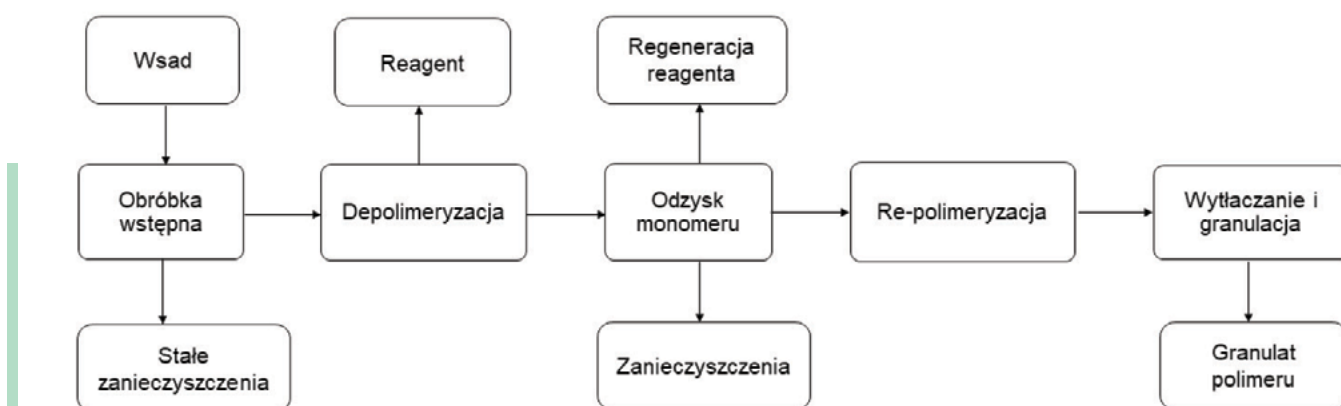 Wsad
Reagent
Regeneracja
reagenta
Obróbka
wstępna
Depolimeryzacja
Odzysk
monomeru
Re-polimeryzacja
Wytłaczanie i
granulacja
Stałe
zanieczyszczenia
Zanieczyszczenia
Granulat
polimeru